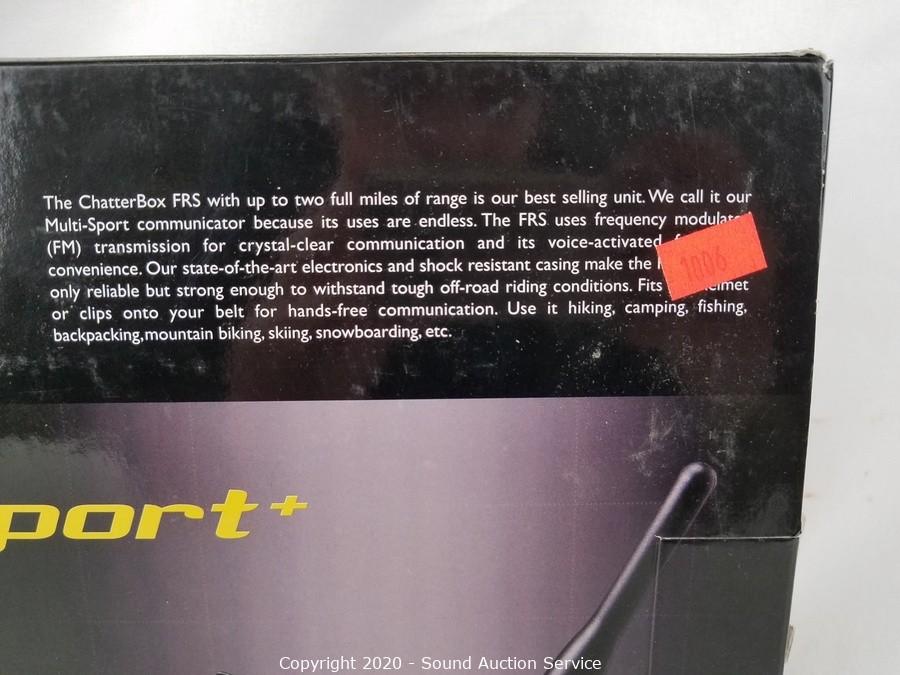 The ChatterBox FRS with up to two full miles of range is our best selling unit. We call it our
Multi-Sport communicator because its uses are endless. The FRS uses frequency
(FM) transmission for crystal-clear communication and its voice-activated
convenience. Our state-of-the-art electronics and shock resistant casing make the
only reliable but strong enough to withstand tough off-road riding conditions. Fits
or clips onto your belt for hands-free communication. Use it hiking, camping, fishing,
backpacking, mountain biking, skiing, snowboarding, etc.
1006
port+
Copyright 2020 - Sound Auction Service